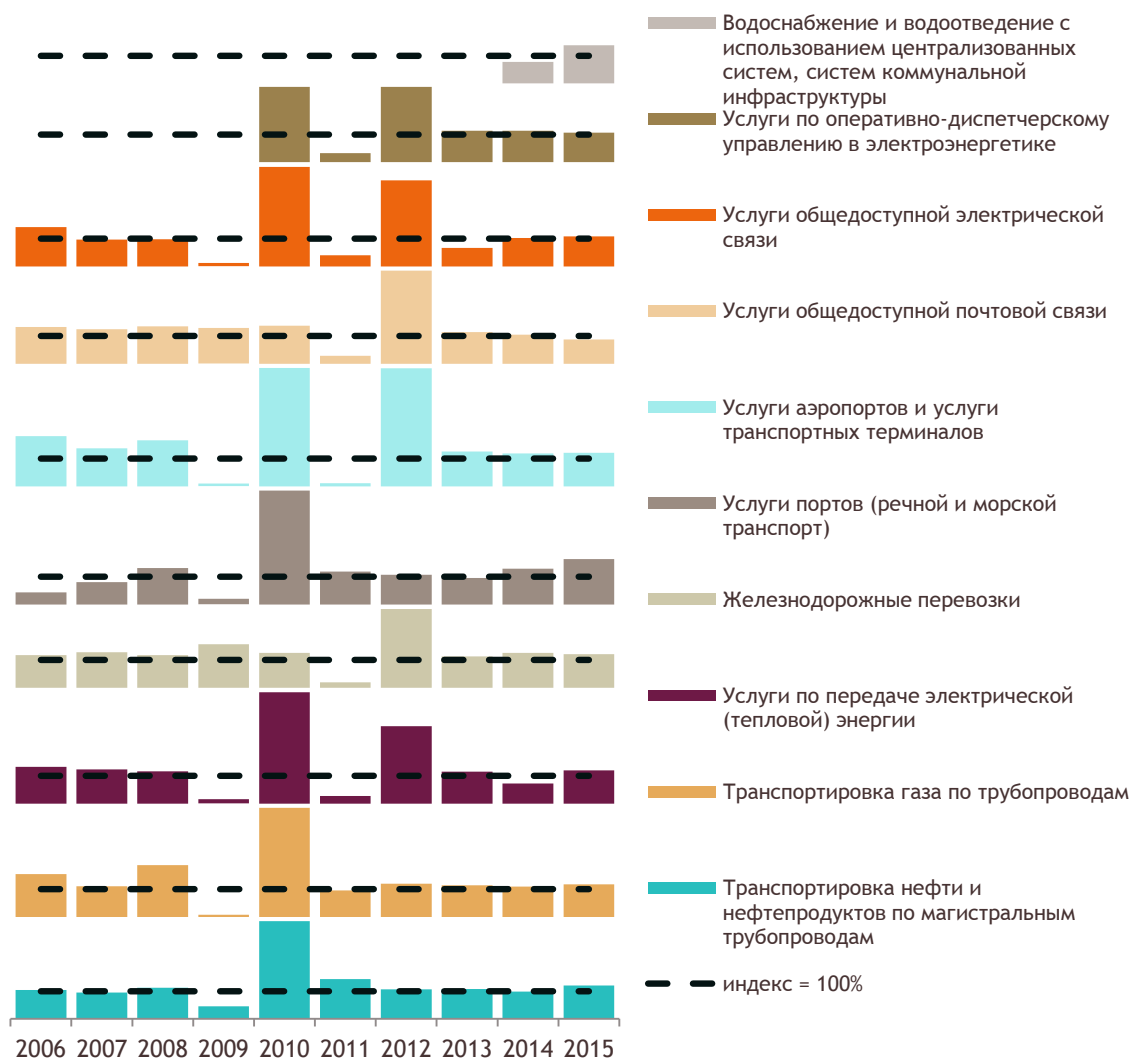 Водоснабжение и водоотведение с
использованием централизованных
систем, систем коммунальной
инфраструктуры
Услуги по оперативно-диспетчерскому
управлению в электроэнергетике
Услуги общедоступной электрической
связи
Услуги общедоступной почтовой связи
Услуги аэропортов и услуги
транспортных терминалов
Услуги портов (речной и морской
транспорт)
Железнодорожные перевозки
Услуги по передаче электрической
(тепловой) энергии
Транспортировка газа по трубопроводам
Транспортировка нефти и
нефтепродуктов по магистральным
трубопроводам
индекс = 100%
2006 2007 2008 2009 2010 2011 2012 2013 2014 2015